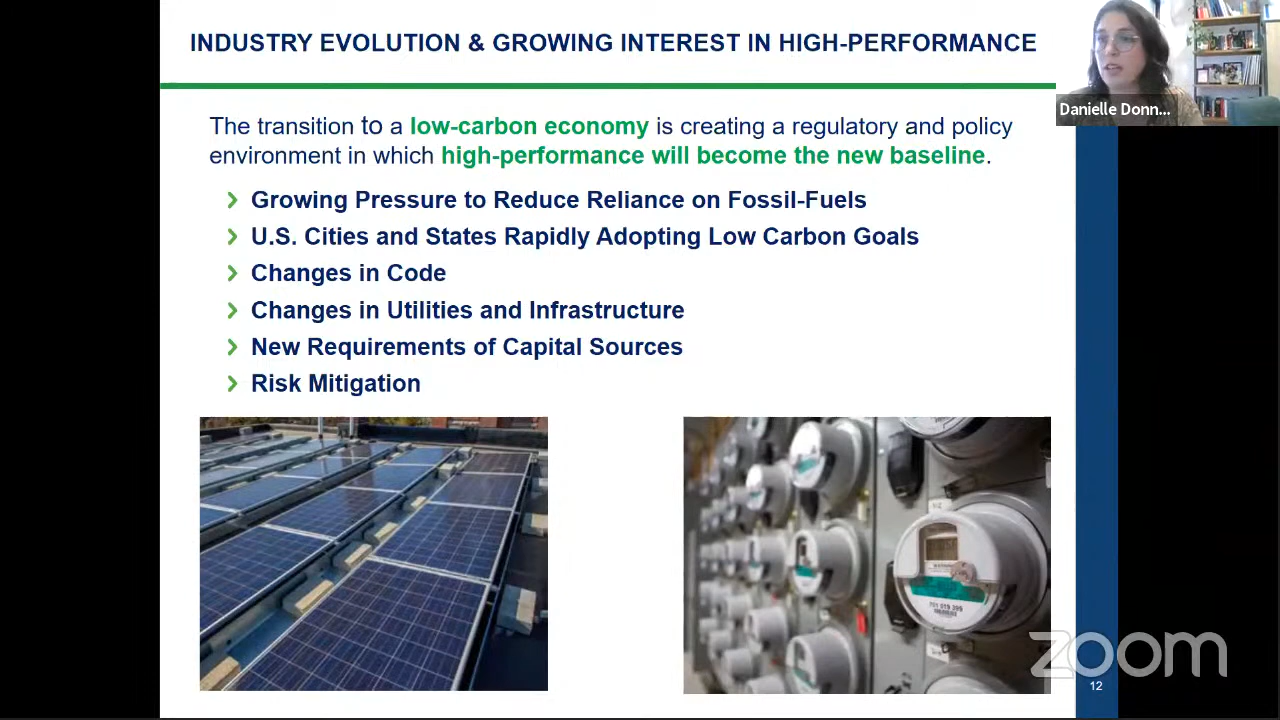 INDUSTRY EVOLUTION & GROWING INTEREST IN HIGH-PERFORMANCE
Danielle Donn...
The transition to a low-carbon economy is creating a regulatory and policy
environment in which high-performance will become the new baseline.
Growing Pressure to Reduce Reliance on Fossil-Fuels
U.S. Cities and States Rapidly Adopting Low Carbon Goals
Changes in Code
Changes in Utilities and Infrastructure
New Requirements of Capital Sources
Risk Mitigation
zoom
12